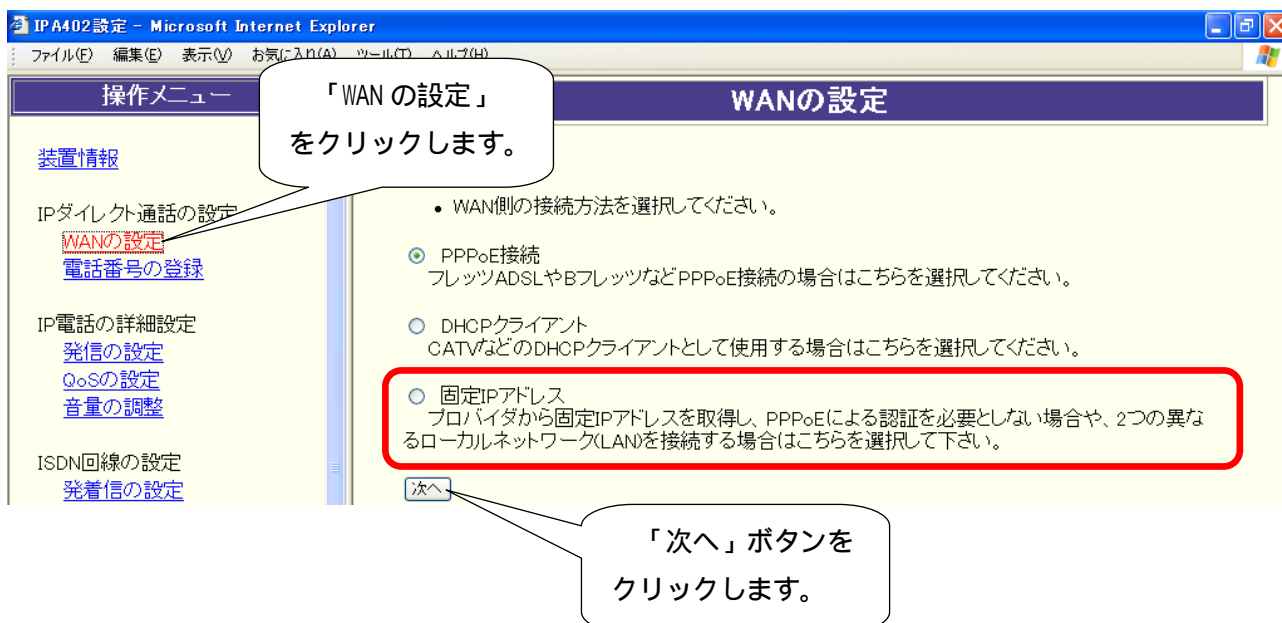 IPA402設定 - Microsoft Internet Explorer
ファイル(F) 編集(E) 表示(V) お気に入り(A) ツール(T) ヘルプ(H)
操作メニュー
「WAN の設定」
をクリックします。
WANの設定
装置情報
IPダイレクト通話の設定
WANの設定
電話番号の登録
IP電話の詳細設定
発信の設定
QoSの設定
音量の調整
ISDN回線の設定
発着信の設定
• WAN側の接続方法を選択してください。
PPPoE接続
フレッツADSLやBフレッツなどPPPoE接続の場合はこちらを選択してください。
DHCPクライアント
CATVなどのDHCPクライアントとして使用する場合はこちらを選択してください。
固定IPアドレス
プロバイダから固定IPアドレスを取得し、PPPoEによる認証を必要としない場合や、2つの異な
るローカルネットワーク(LAN)を接続する場合はこちらを選択して下さい。
次へ
「次へ」ボタンを
クリックします。